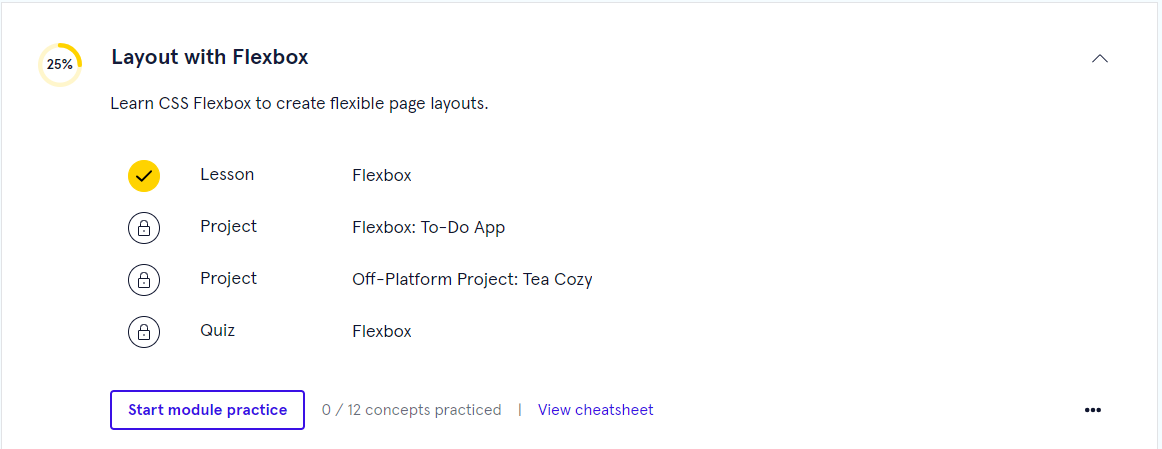 25%
Layout with Flexbox
Learn CSS Flexbox to create flexible page layouts.
Lesson Flexbox
Project Flexbox: To-Do App
Project Off-Platform Project: Tea Cozy
Quiz Flexbox
Start module practice 0 / 12 concepts practiced | View cheatsheet